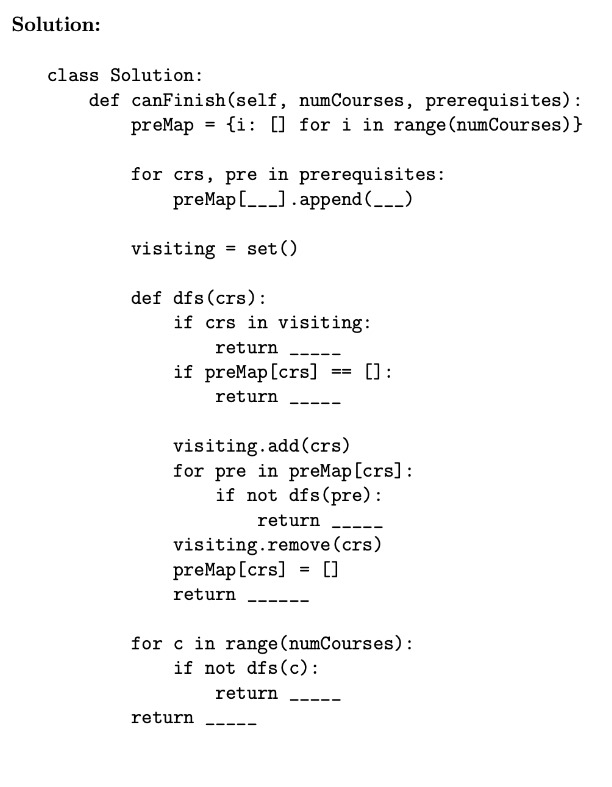 Solution:
class Solution:
    def canFinish(self, numCourses, prerequisites):
        preMap = {i: [] for i in range(numCourses)}

        for crs, pre in prerequisites:
            preMap[___].append(___)

        visiting = set()

        def dfs(crs):
            if crs in visiting:
                return _____
            if preMap[crs] == []:
                return _____

            visiting.add(crs)
            for pre in preMap[crs]:
                if not dfs(pre):
                    return _____
            visiting.remove(crs)
            preMap[crs] = []
            return ______

        for c in range(numCourses):
            if not dfs(c):
                return _____
        return _____